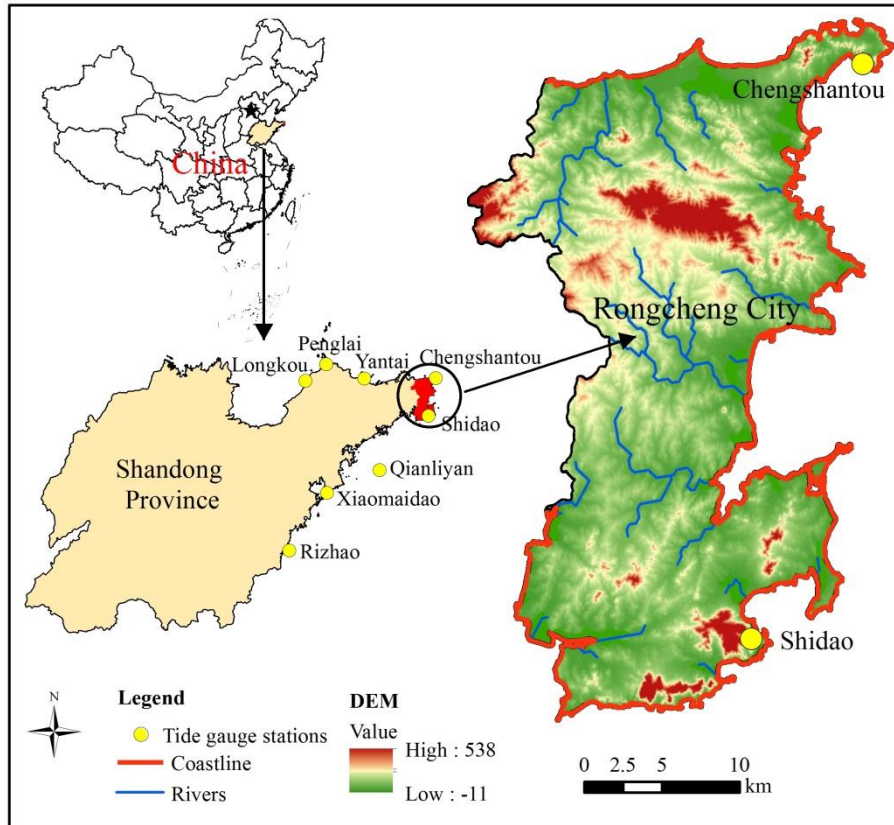 China
Chengshantou
Rongcheng City
Penglai
Longkou
Yantai
Chengshantou
Shidao
Shandong
Province
Qianliyan
Xiaomaidao
Rizhao
Shidao
N
Legend
Tide gauge stations
Coastline
Rivers
DEM
Value
High : 538
Low : -11
0 2.5 5 10
km